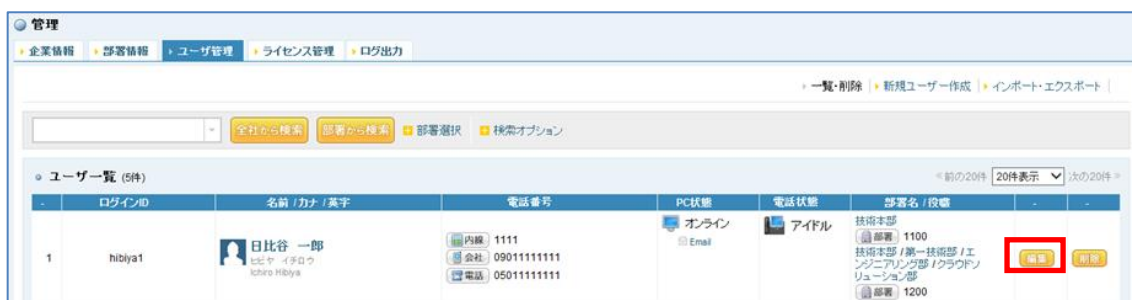 管理
企業情報 部署情報 ユーザ管理 ライセンス管理 ログ出力
一覧・削除 新規ユーザー作成 インポート・エクスポート
全社から検索 部署から検索 部署選択 検索オプション
ユーザ一覧 (5件) «前の20件 20件表示 次の20件»
- ログインID 名前 / カナ / 英字 電話番号 PC状態 電話状態 部署名 / 役職 - -
1 hibiya1
日比谷 一郎
ヒビヤ イチロウ
Ichiro Hibiya
内線 1111
会社 09011111111
電話 05011111111
オンライン
Email
アイドル
技術本部
部署 1100
技術本部 / 第一技術部 / エ
ンジニアリング部 / クラウドソ
リューション部
部署 1200
編集 削除